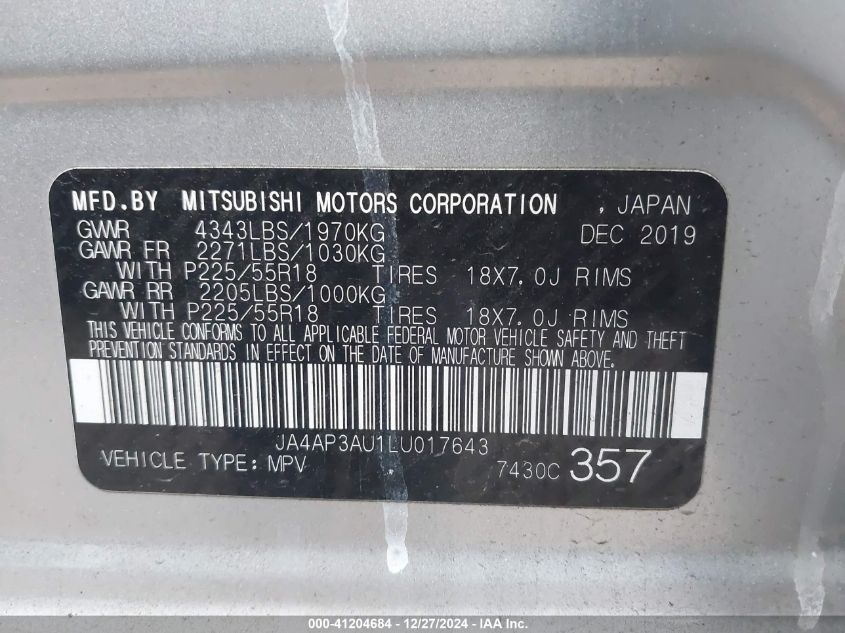 MFD.BY MITSUBISHI MOTORS CORPORATION , JAPAN
GWWR 4343LBS/1970KG DEC 2019
GAWR FR 2271LBS/1030KG
WITH P225/55R18 TIRES 18X7.0J RIMS
GAWR RR 2205LBS/1000KG
WITH P225/55R18 TIRES 18X7.0J RIMS
THIS VEHICLE CONFORMS TO ALL APPLICABLE FEDERAL MOTOR VEHICLE SAFETY AND THEFT
PREVENTION STANDARDS IN EFFECT ON THE DATE OF MANUFACTURE SHOWN ABOVE.
JA4AP3AU1LU017643
VEHICLE TYPE: MPV 7430C 357
000-41204684 - 12/27/2024 - IAA Inc.